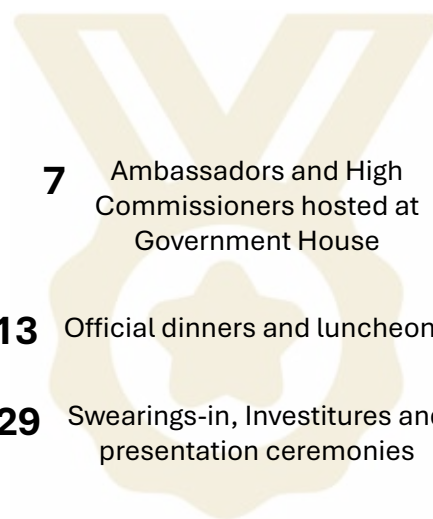 7 Ambassadors and High
Commissioners hosted at
Government House
13 Official dinners and luncheon
29 Swearings-in, Investitures and
presentation ceremonies